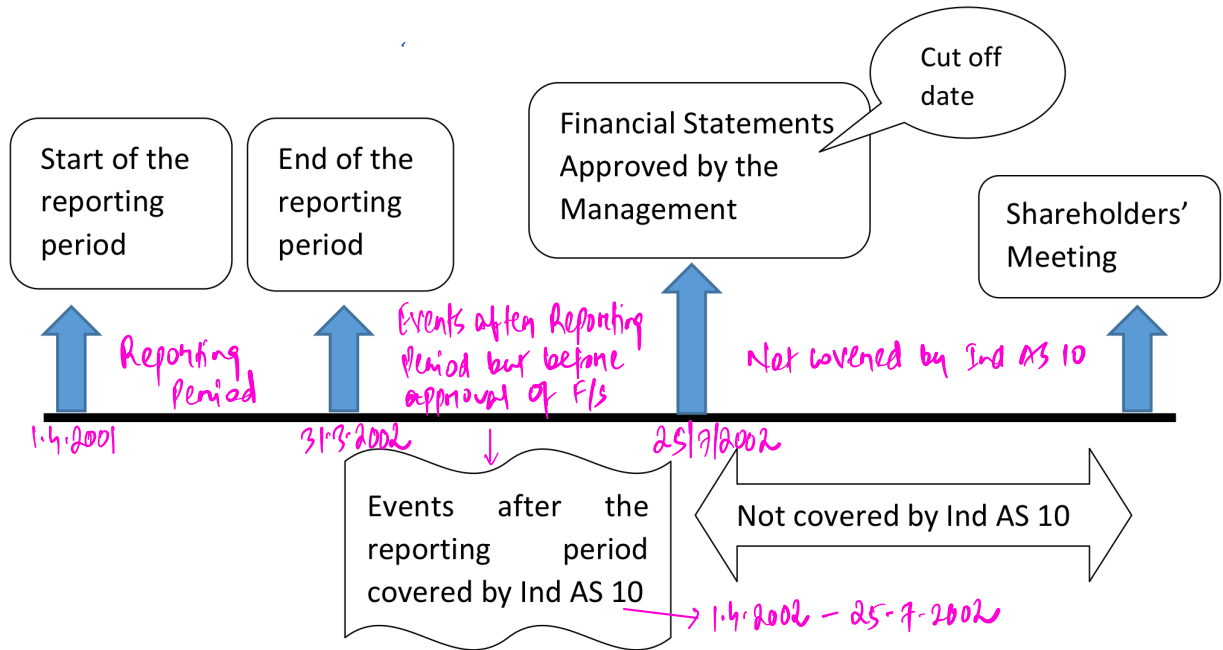 Cut off
date
Financial Statements
Approved by the
Management
Start of the
reporting
period
End of the
reporting
period
Shareholders’
Meeting
Reporting
Period
Events after Reporting
Period but before
approval of F/s
Not covered by Ind AS 10
1.4.2001
31.3.2002
25/7/2002
Events after the
reporting period
covered by Ind AS 10
Not covered by Ind AS 10
1.4.2002 - 25-7-2002